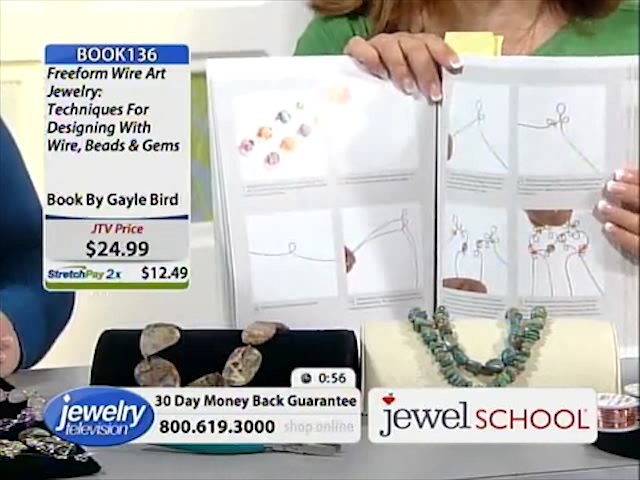 BOOK136
Freeform Wire Art
Jewelry:
Techniques For
Designing With
Wire, Beads & Gems
Book By Gayle Bird
JTV Price
$24.99
StretchPay 2x $12.49
0:56
jewelry
television
30 Day Money Back Guarantee
800.619.3000 shop online
jewel SCHOOL